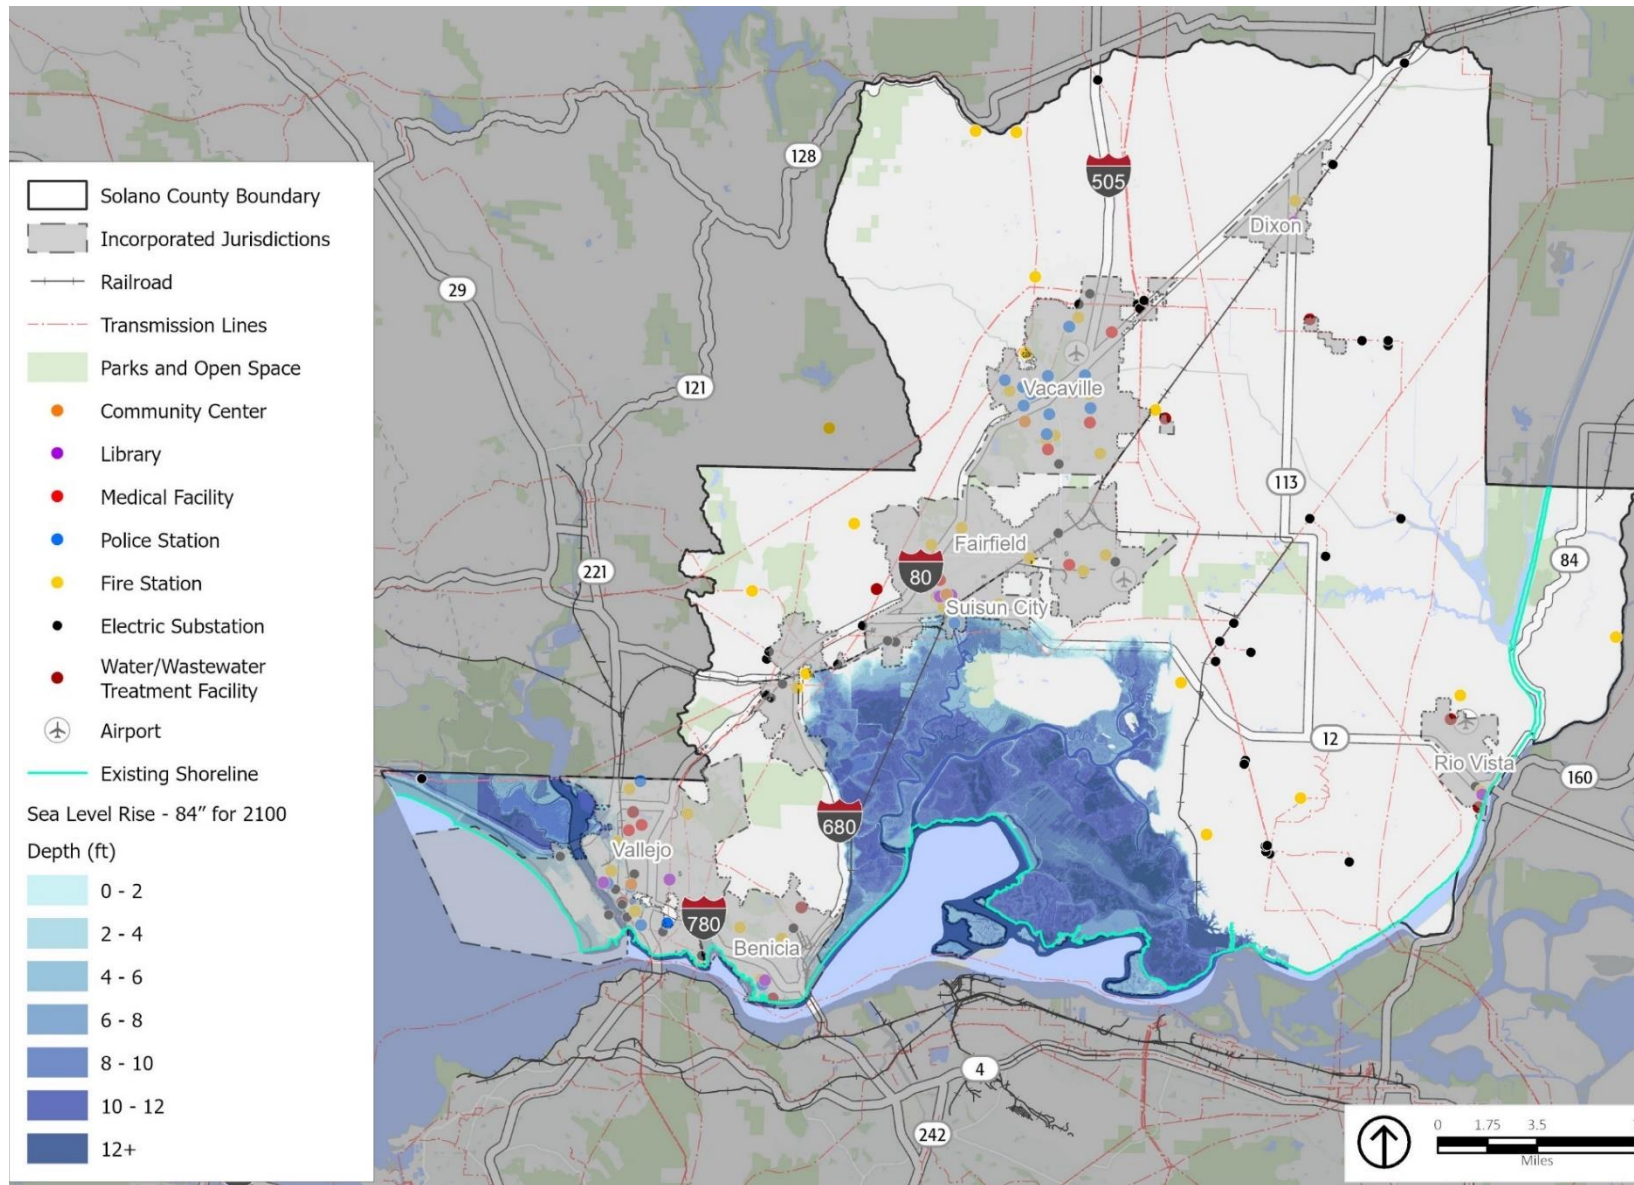 Solano County Boundary
Incorporated Jurisdictions
Railroad
Transmission Lines
Parks and Open Space
Community Center
Library
Medical Facility
Police Station
Fire Station
Electric Substation
Water/Wastewater
Treatment Facility
Airport
Existing Shoreline
Sea Level Rise - 84” for 2100
Depth (ft)
0 - 2
2 - 4
4 - 6
6 - 8
8 - 10
10 - 12
12+
128
505
Dixon
29
121
Vacaville
113
Fairfield
80
221
84
Suisun City
12
Rio Vista
160
680
Vallejo
780
Benicia
4
242
0 1.75 3.5
Miles